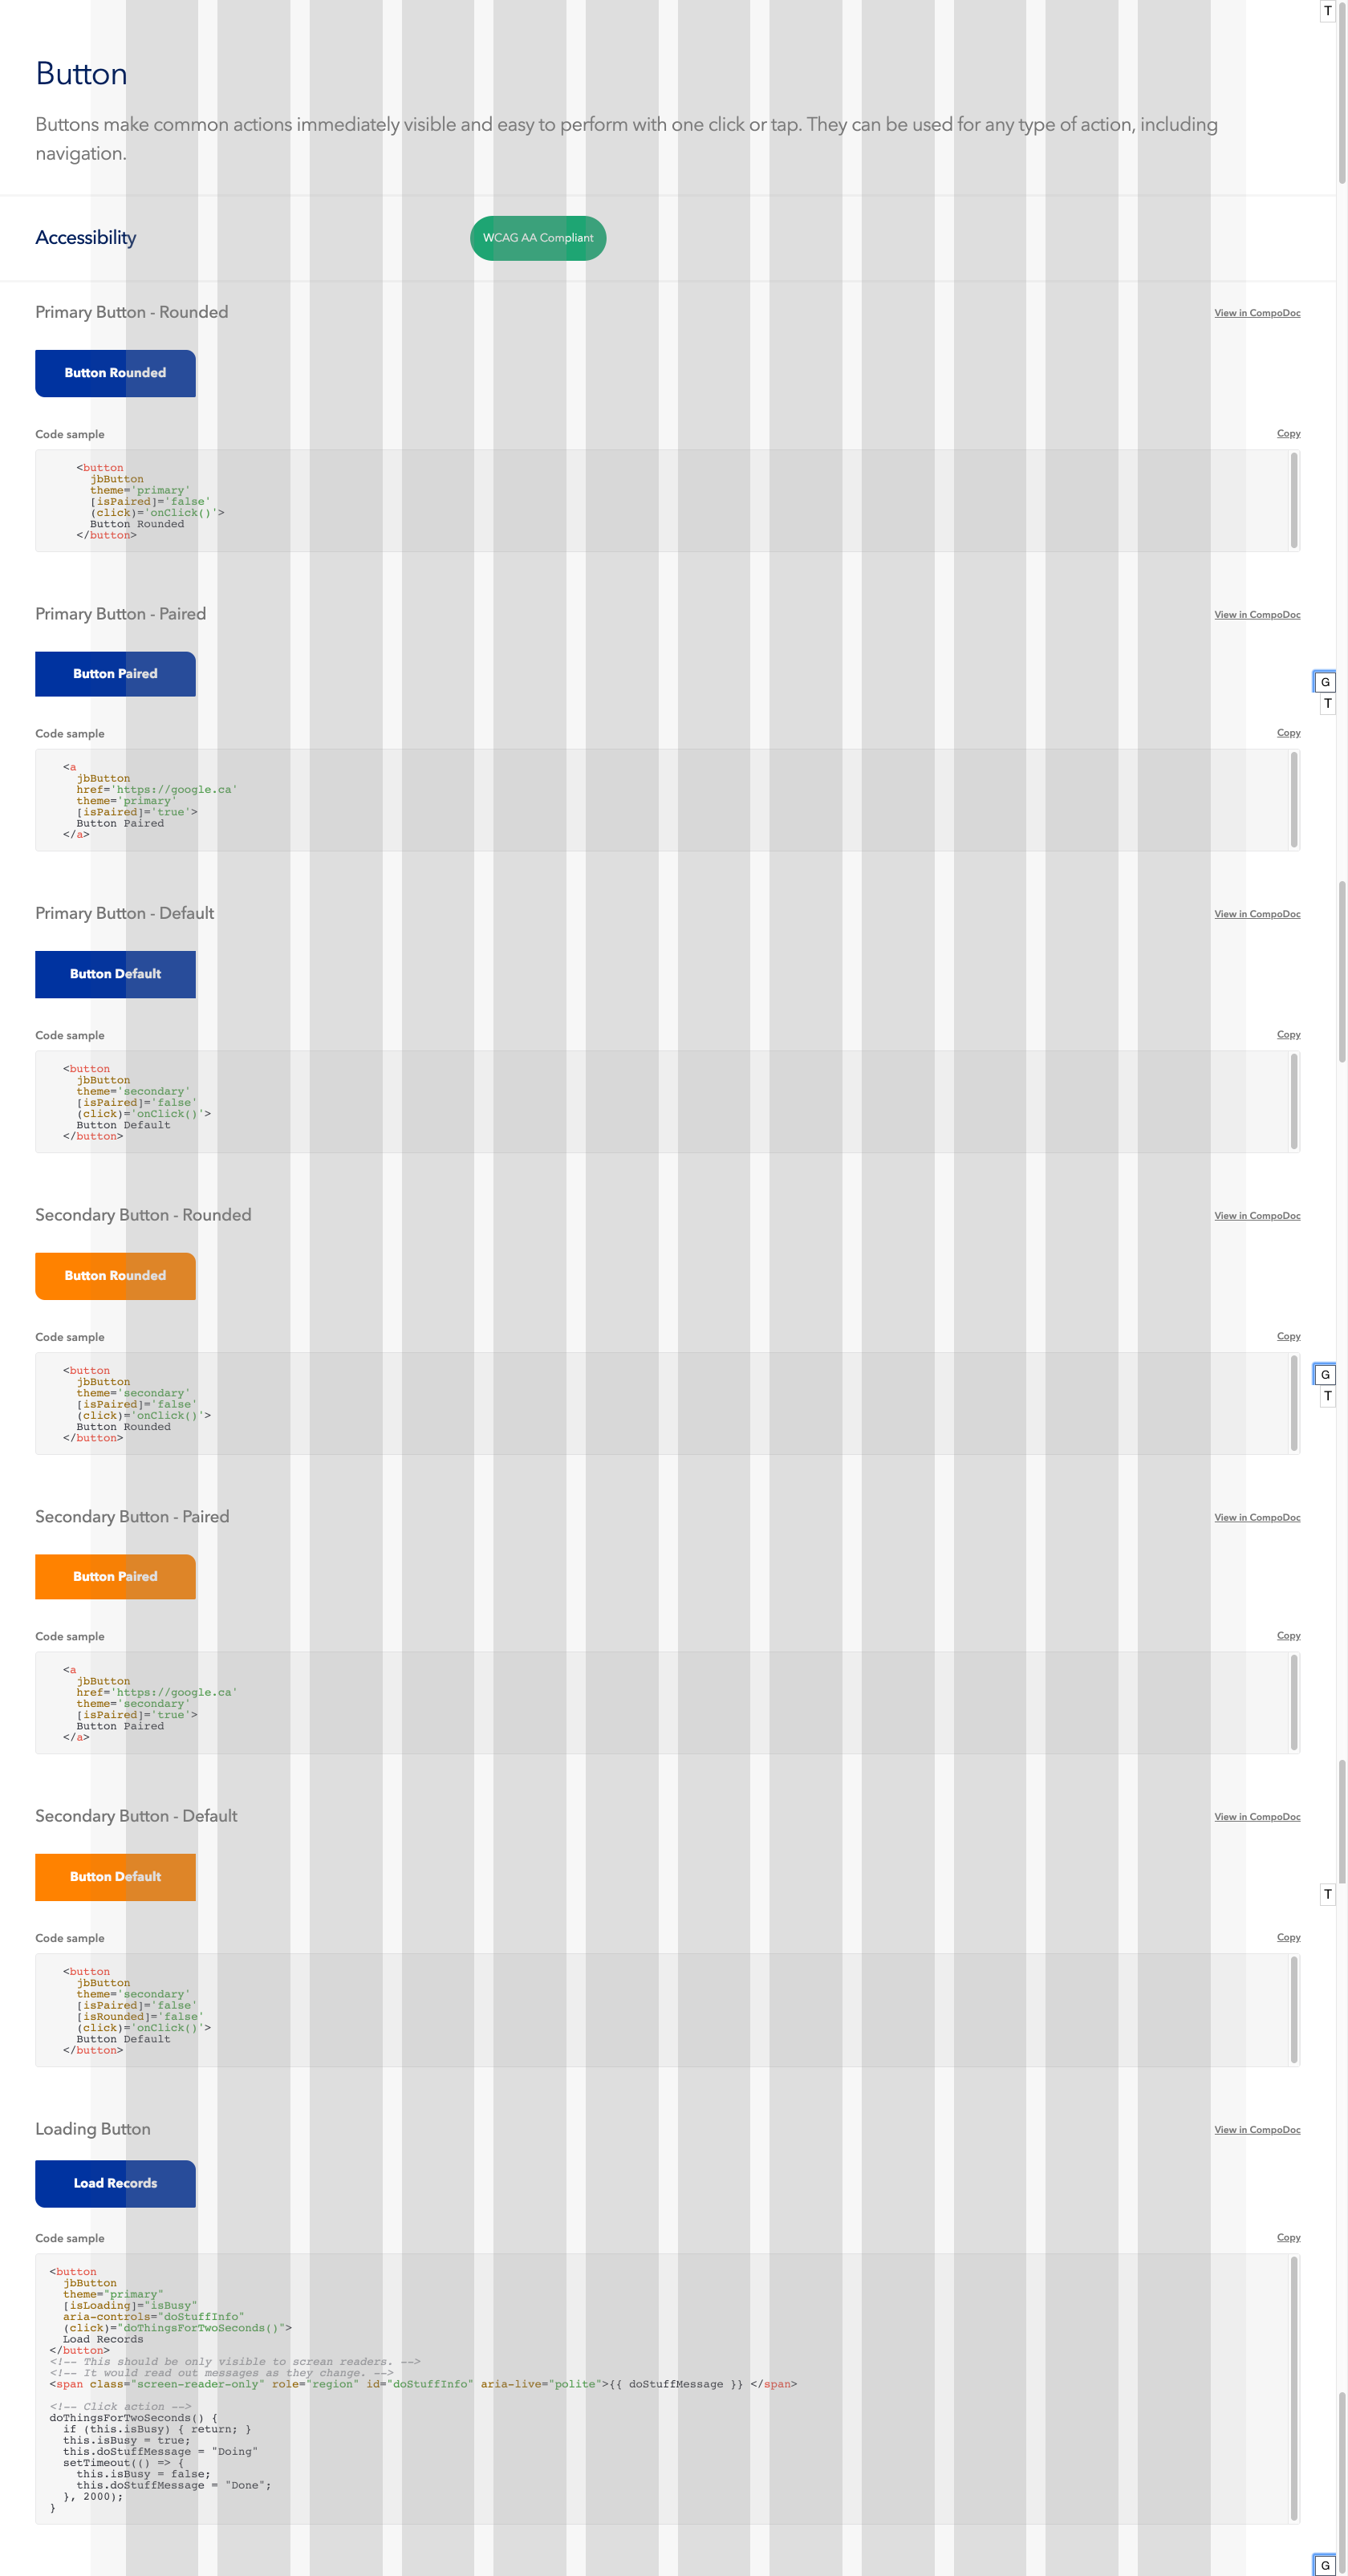 T
Button
Buttons make common actions immediately visible and easy to perform with one click or tap. They can be used for any type of action, including
navigation.
Accessibility
WCAG AA Compliant
Primary Button - Rounded
View in CompoDoc
Button Rounded
Code sample
Copy
<button
jbButton
theme='primary'
[isPaired]='false'
(click)='onClick()'>
Button Rounded
</button>
Primary Button - Paired
View in CompoDoc
Button Paired
G
T
Code sample
Copy
<a
jbButton
href='https://google.ca'
theme='primary'
[isPaired]='true'>
Button Paired
</a>
Primary Button - Default
View in CompoDoc
Button Default
Code sample
Copy
<button
jbButton
theme='secondary'
[isPaired]='false'
(click)='onClick()'>
Button Default
</button>
Secondary Button - Rounded
View in CompoDoc
Button Rounded
Code sample
Copy
<button
jbButton
theme='secondary'
[isPaired]='false'
(click)='onClick()'>
Button Rounded
</button>
G
T
Secondary Button - Paired
View in CompoDoc
Button Paired
Code sample
Copy
<a
jbButton
href='https://google.ca'
theme='secondary'
[isPaired]='true'>
Button Paired
</a>
Secondary Button - Default
View in CompoDoc
Button Default
T
Code sample
Copy
<button
jbButton
theme='secondary'
[isPaired]='false'
[isRounded]='false'
(click)='onClick()'>
Button Default
</button>
Loading Button
View in CompoDoc
Load Records
Code sample
Copy
<button
jbButton
theme="primary"
[isLoading]="isBusy"
aria-controls="doStuffInfo"
(click)="doThingsForTwoSeconds()">
Load Records
</button>
<!-- This should be only visible to screan readers. -->
<!-- It would read out messages as they change. -->
<span class="screen-reader-only" role="region" id="doStuffInfo" aria-live="polite">{{ doStuffMessage }} </span>
<!-- Click action -->
doThingsForTwoSeconds() {
if (this.isBusy) { return; }
this.isBusy = true;
this.doStuffMessage = "Doing"
setTimeout(() => {
this.isBusy = false;
this.doStuffMessage = "Done";
}, 2000);
}
G